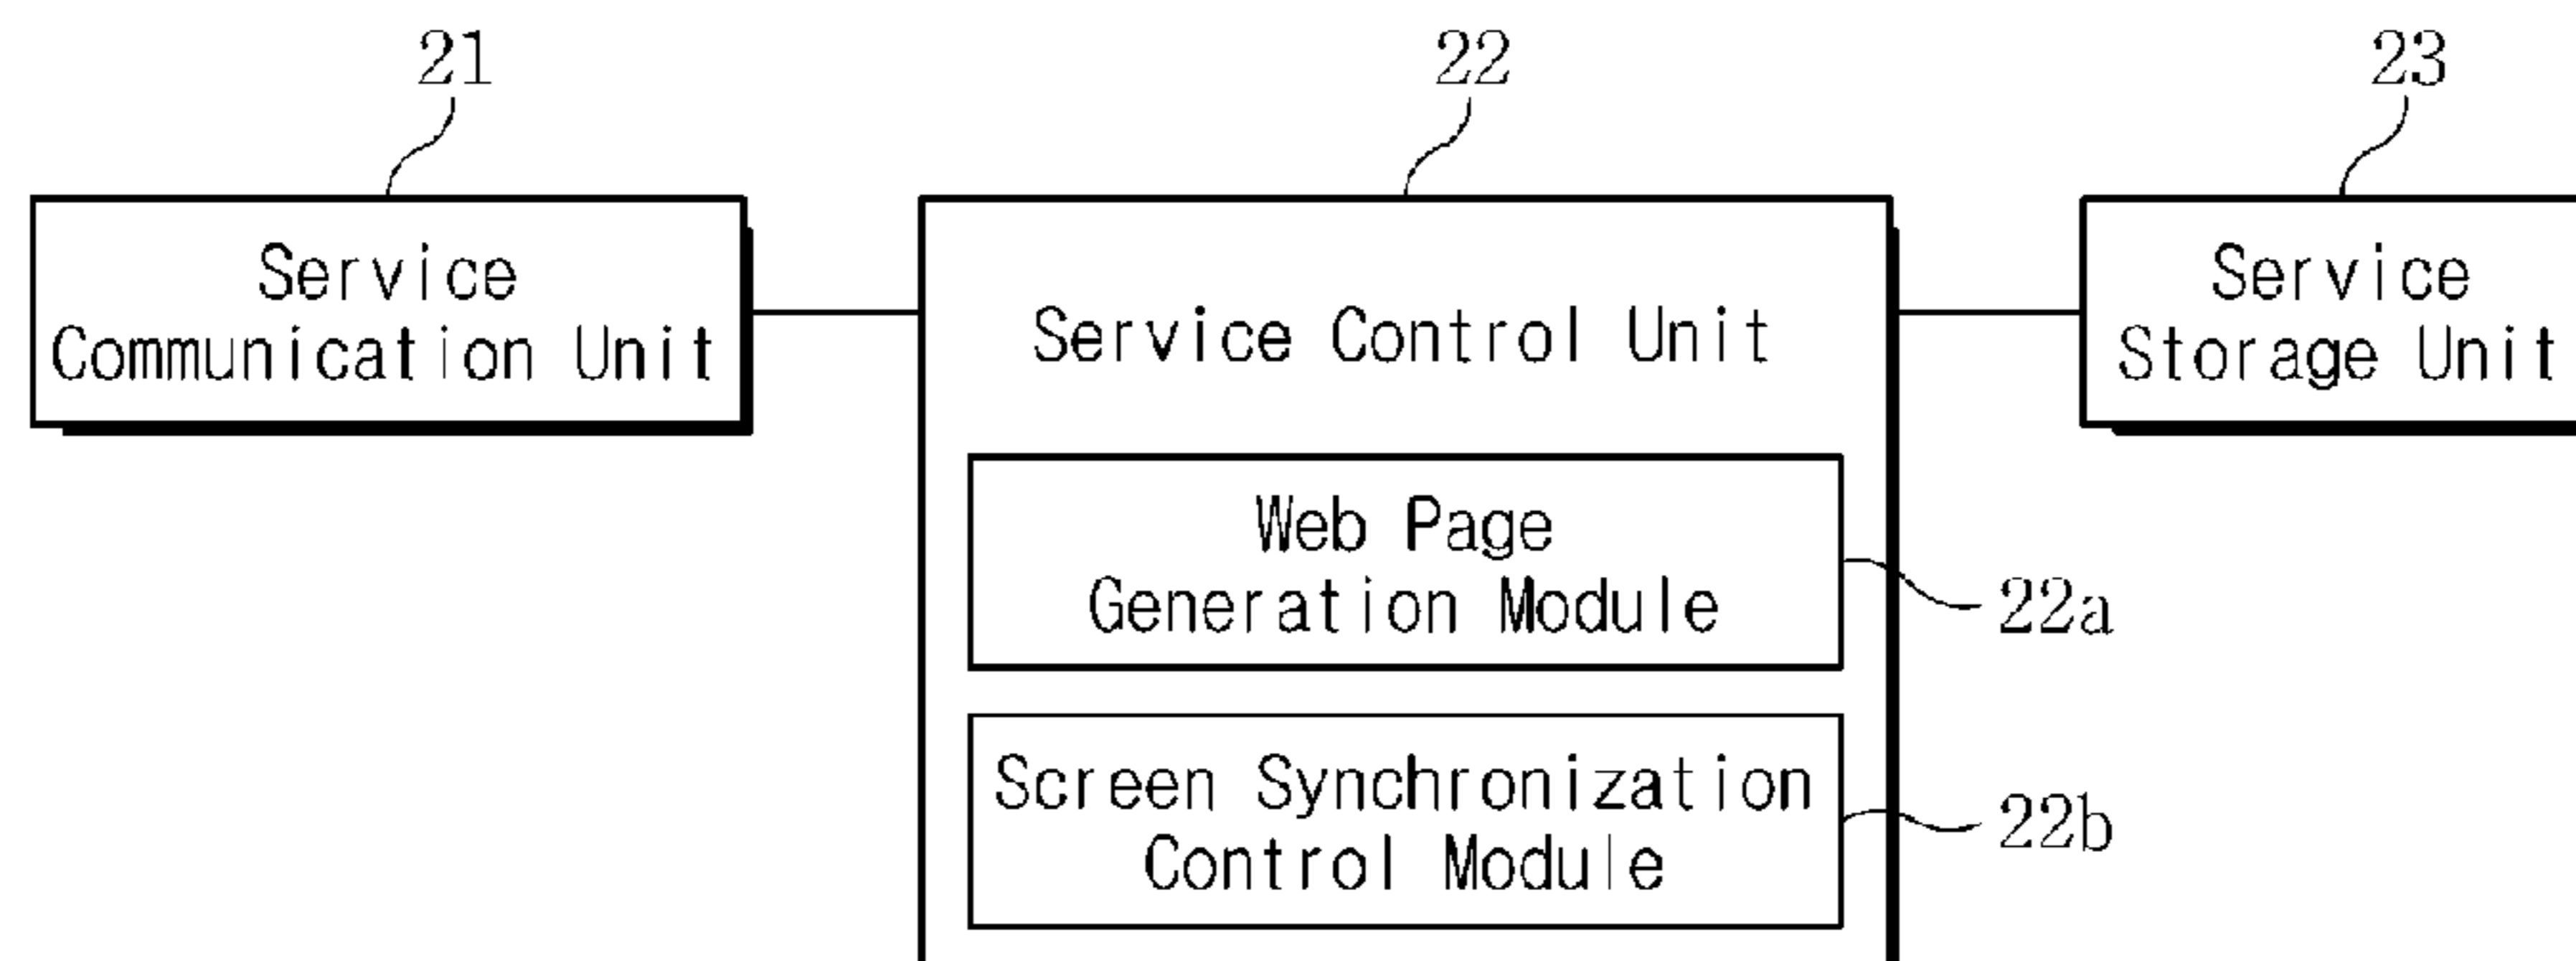 21
22
23
Service
Communication Unit
Service Control Unit
Service
Storage Unit
Web Page
Generation Module
22a
Screen Synchronization
Control Module
22b